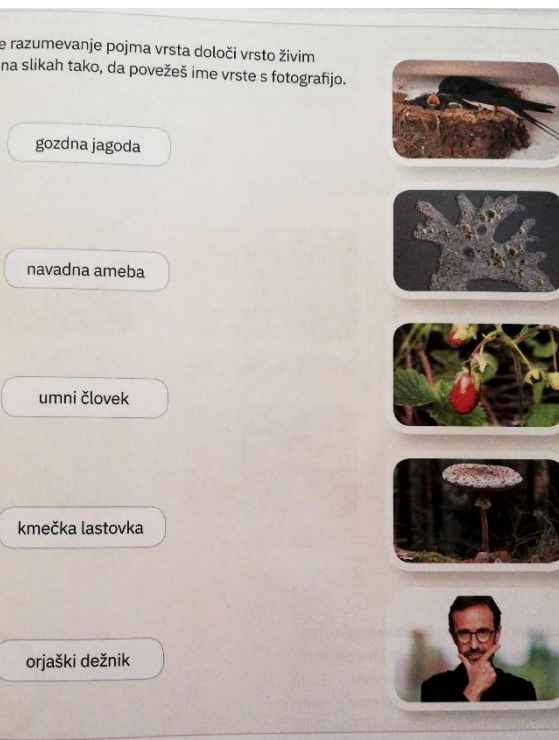 e razumevanje pojma vrsta določi vrsto živim
na slikah tako, da povežeš ime vrste s fotografijo.
gozdna jagoda
navadna ameba
umni človek
kmečka lastovka
orjaški dežnik